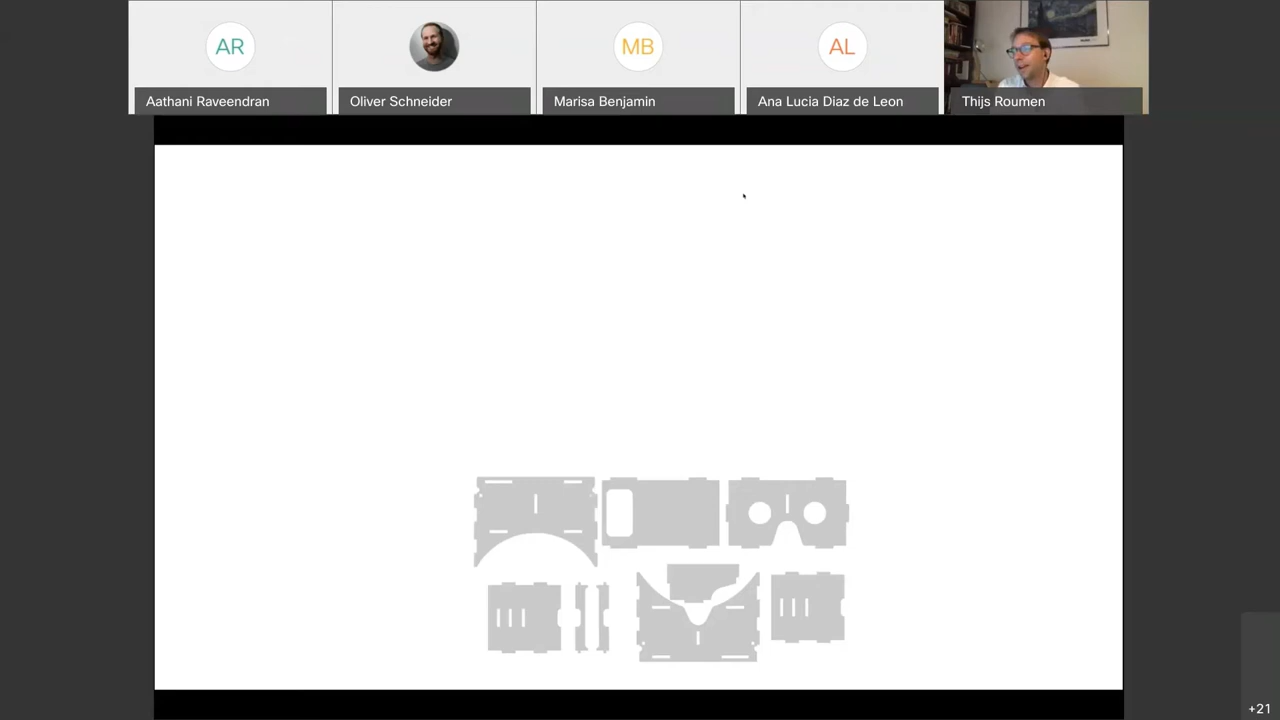 AR
MB
AL
Aathani Raveendran
Oliver Schneider
Marisa Benjamin
Ana Lucia Diaz de Leon
Thijs Roumen
+21